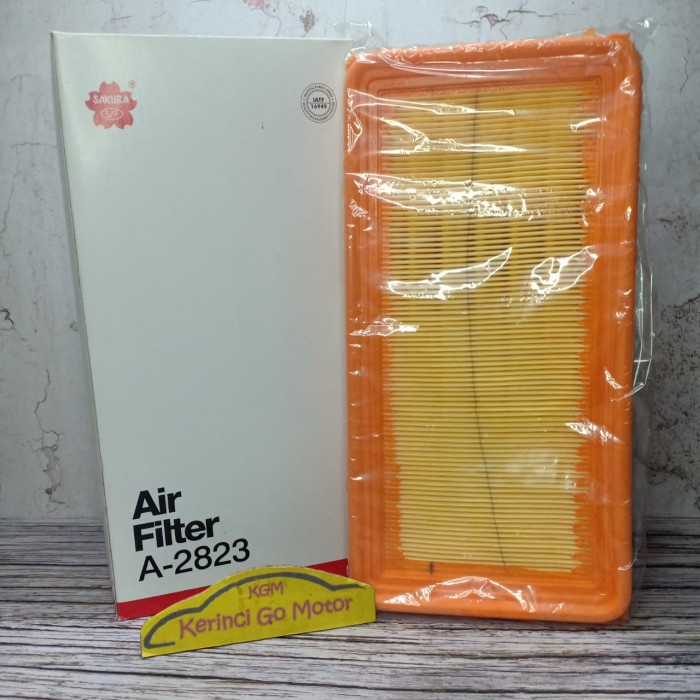 SAKURA
®
S/F
IATF
16949
Air
Filter
A-2823
KGM
Kerinci Go Motor